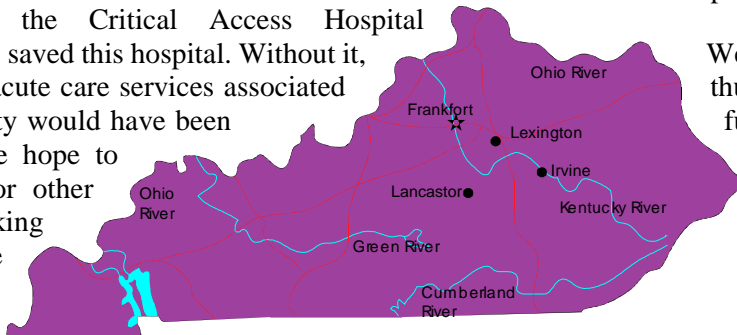 the Critical Access Hospital
saved this hospital. Without it,
acute care services associated
ty would have been
e hope to
or other
king
We
thu
fu
Ohio River
Frankfort
Lexington
Irvine
Ohio
River
Lancastor
Kentucky River
Green River
Cumberland
River